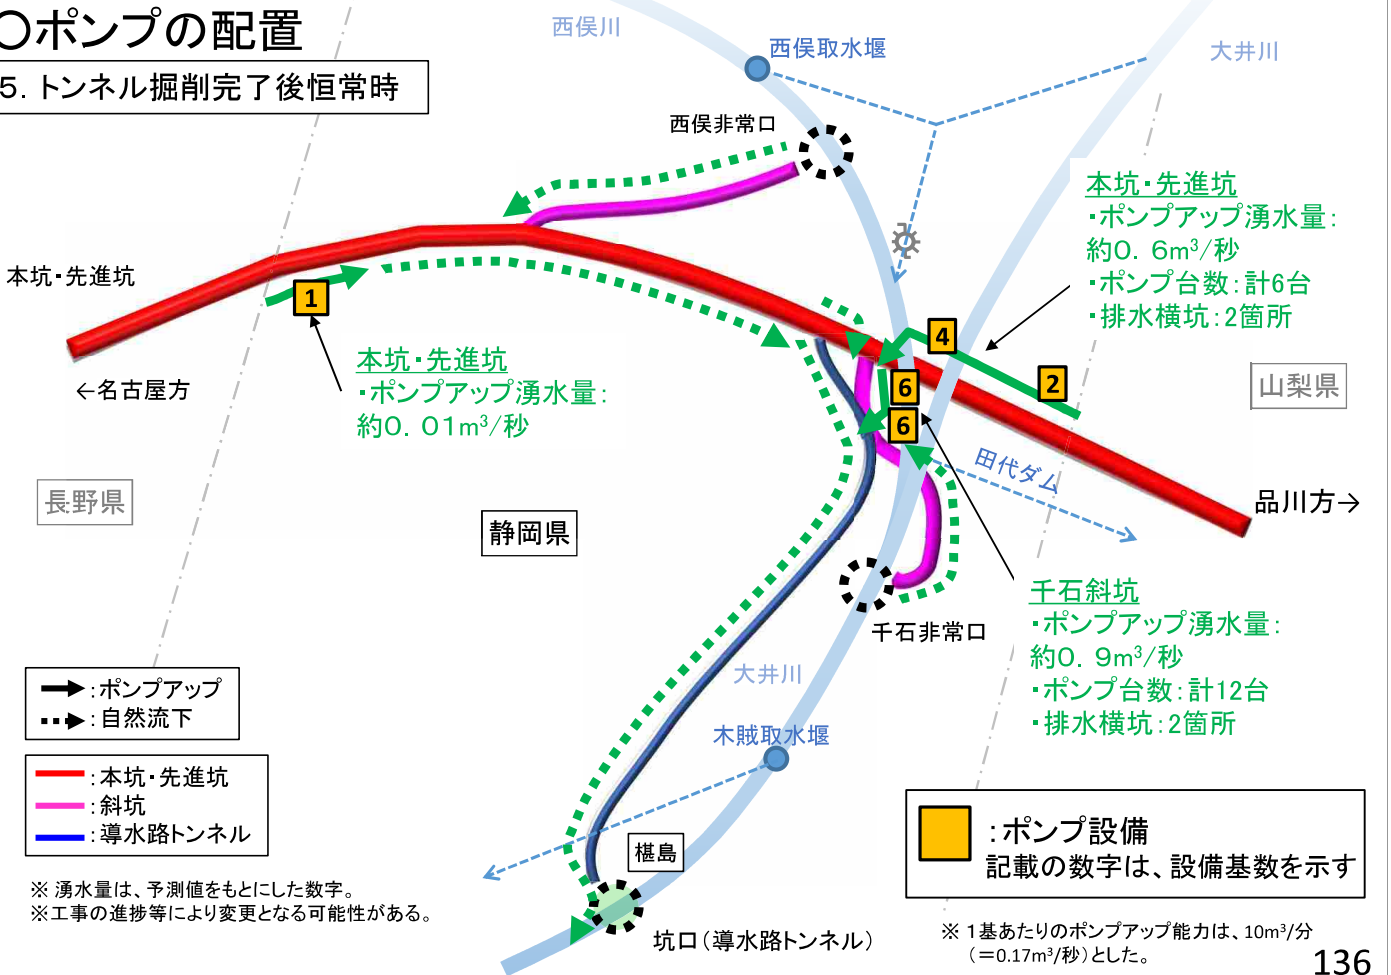 〇ポンプの配置
5. トンネル掘削完了後恒常時
西俣川
西俣取水堰
大井川
西俣非常口
本坑・先進坑
・ポンプアップ湧水量：
約0. 6m³/秒
・ポンプ台数：計6台
・排水横坑：2箇所
本坑・先進坑
1
4
2
6
6
本坑・先進坑
・ポンプアップ湧水量：
約0. 01m³/秒
←名古屋方
山梨県
長野県
静岡県
田代ダム
品川方→
千石非常口
千石斜坑
・ポンプアップ湧水量：
約0. 9m³/秒
・ポンプ台数：計12台
・排水横坑：2箇所
大井川
木賊取水堰
：ポンプアップ
：自然流下
：本坑・先進坑
：斜坑
：導水路トンネル
椹島
：ポンプ設備
記載の数字は、設備基数を示す
※ 湧水量は、予測値をもとにした数字。
※工事の進捗等により変更となる可能性がある。
坑口（導水路トンネル）
※ 1基あたりのポンプアップ能力は、10m³/分
（＝0.17m³/秒）とした。
136